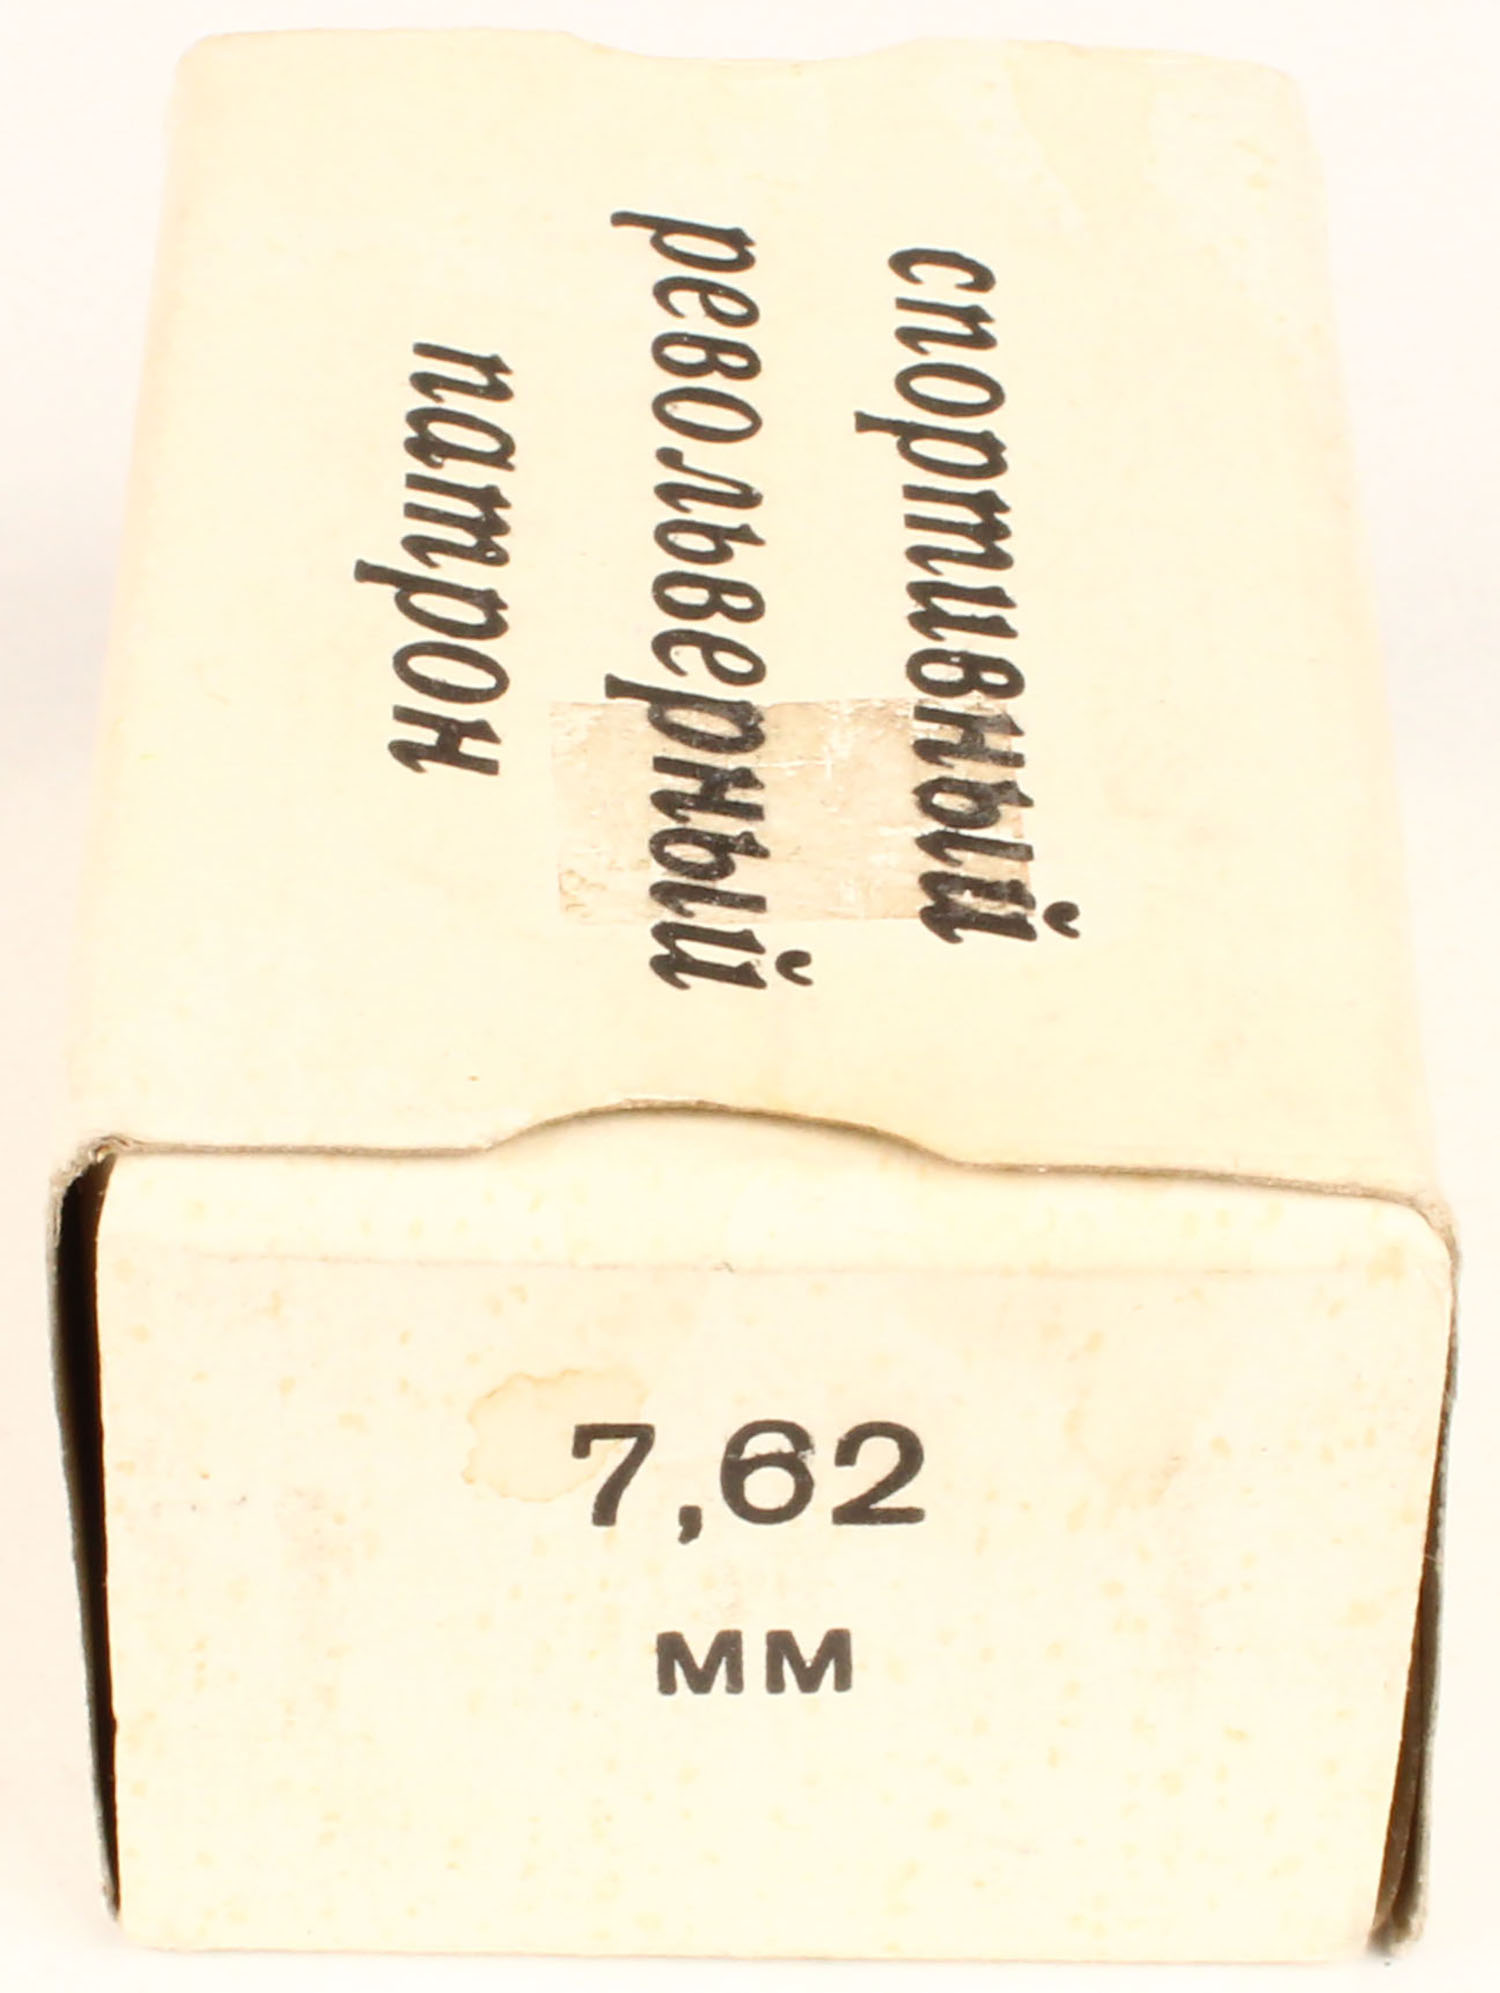 спортивный
револьверный
патрон
7,62
мм